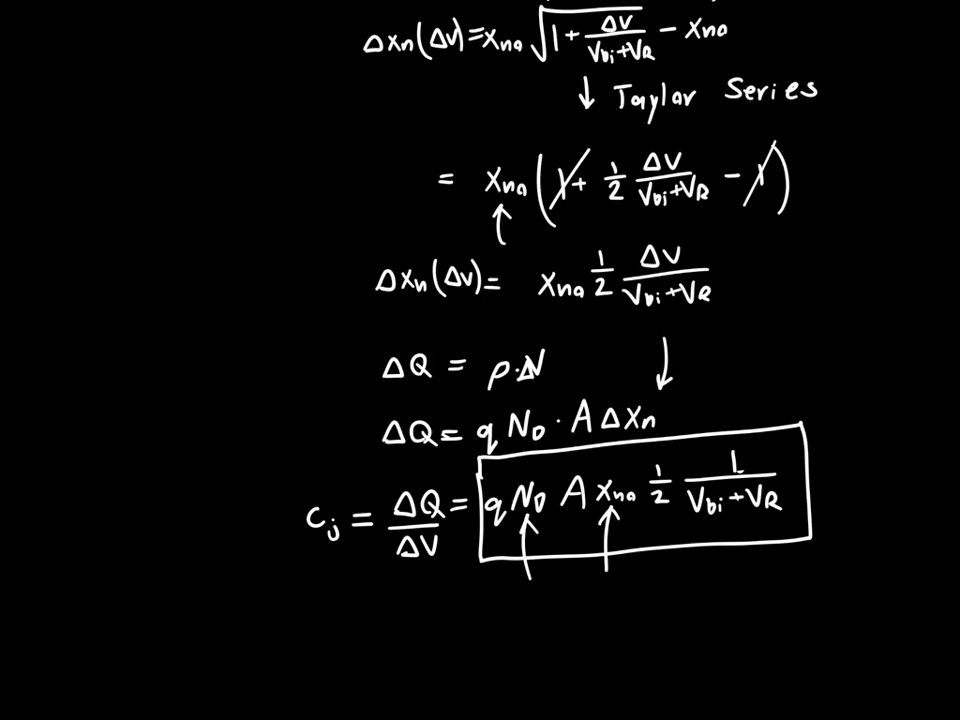 Δxn(ΔV)=xno √1+ ΔV/Vbi+VR - xno
↓ Taylor Series
= xno (1+ 1/2 ΔV/Vbi+VR - 1)
↑
Δxn(ΔV)= xno 1/2 ΔV/Vbi+VR
ΔQ = ρ·ΔV
↓
ΔQ= q ND · A Δxn
Cj = ΔQ/ΔV = q ND A xno 1/2 1/Vbi+VR
↑ ↑